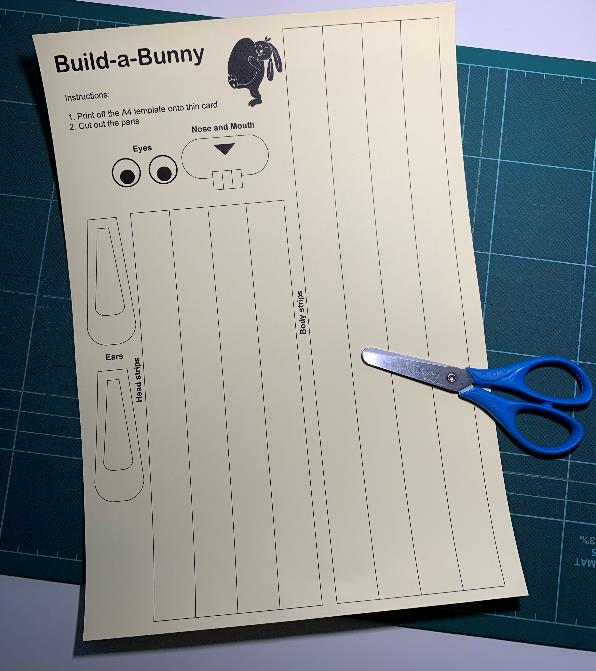 Build-a-Bunny
Instructions:
1. Print off the A4 template onto thin card
2. Cut out the parts
Eyes
Nose and Mouth
Body strips
Ears
Head strips
MAT